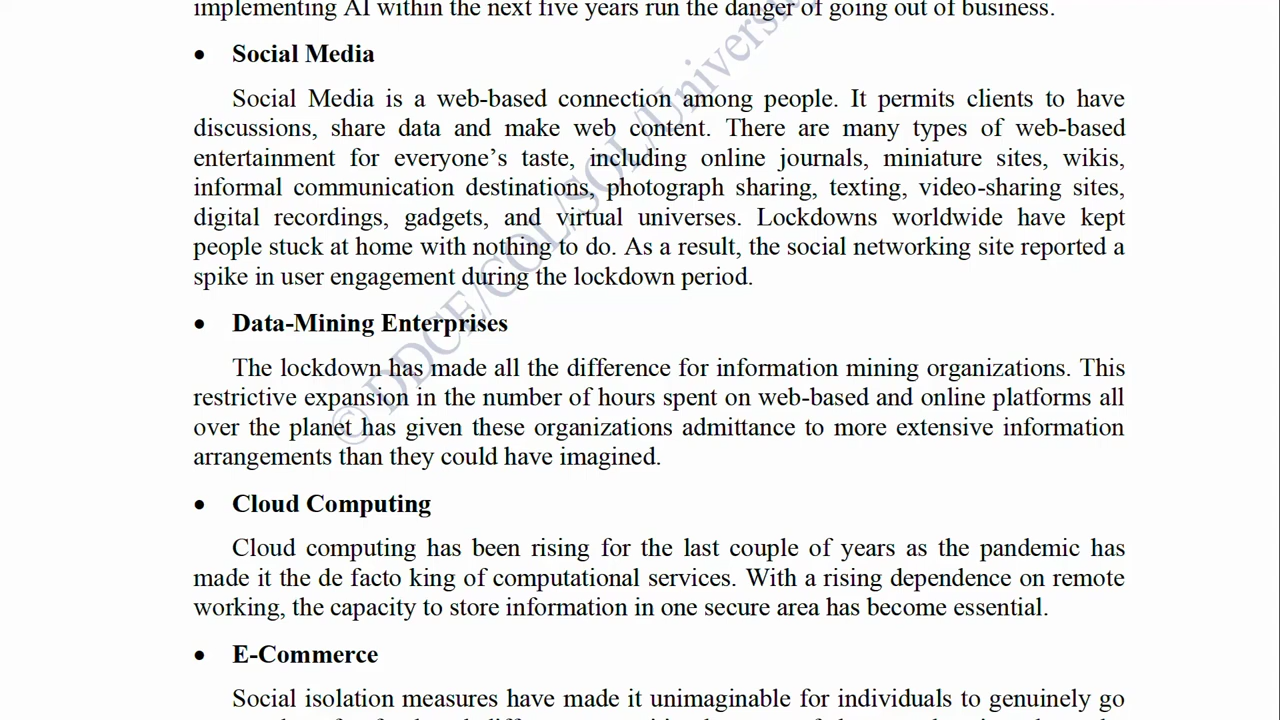 implementing AI within the next five years run the danger of going out of business.
• Social Media
Social Media is a web-based connection among people. It permits clients to have
discussions, share data and make web content. There are many types of web-based
entertainment for everyone’s taste, including online journals, miniature sites, wikis,
informal communication destinations, photograph sharing, texting, video-sharing sites,
digital recordings, gadgets, and virtual universes. Lockdowns worldwide have kept
people stuck at home with nothing to do. As a result, the social networking site reported a
spike in user engagement during the lockdown period.
• Data-Mining Enterprises
The lockdown has made all the difference for information mining organizations. This
restrictive expansion in the number of hours spent on web-based and online platforms all
over the planet has given these organizations admittance to more extensive information
arrangements than they could have imagined.
• Cloud Computing
Cloud computing has been rising for the last couple of years as the pandemic has
made it the de facto king of computational services. With a rising dependence on remote
working, the capacity to store information in one secure area has become essential.
• E-Commerce
Social isolation measures have made it unimaginable for individuals to genuinely go
© DDCE/COL/SOL/Universi